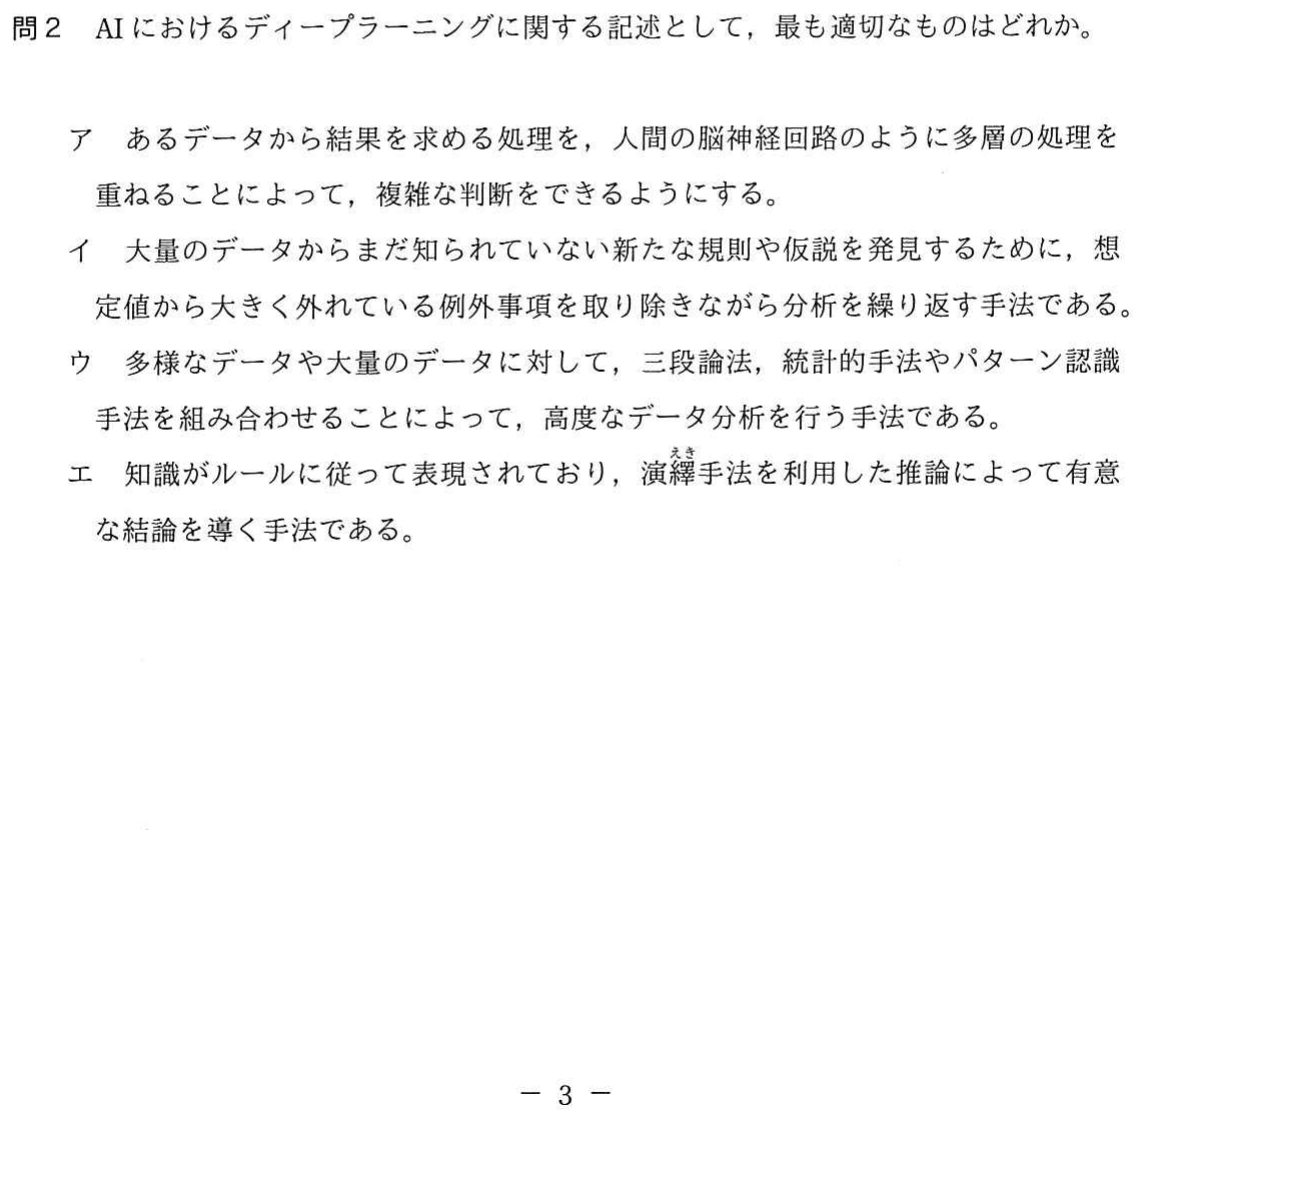 問2　AIにおけるディープラーニングに関する記述として，最も適切なものはどれか。
ア　あるデータから結果を求める処理を，人間の脳神経回路のように多層の処理を
重ねることによって，複雑な判断をできるようにする。
イ　大量のデータからまだ知られていない新たな規則や仮説を発見するために，想
定値から大きく外れている例外事項を取り除きながら分析を繰り返す手法である。
ウ　多様なデータや大量のデータに対して，三段論法，統計的手法やパターン認識
手法を組み合わせることによって，高度なデータ分析を行う手法である。
えき
エ　知識がルールに従って表現されており，演繹手法を利用した推論によって有意
な結論を導く手法である。
－ 3 －